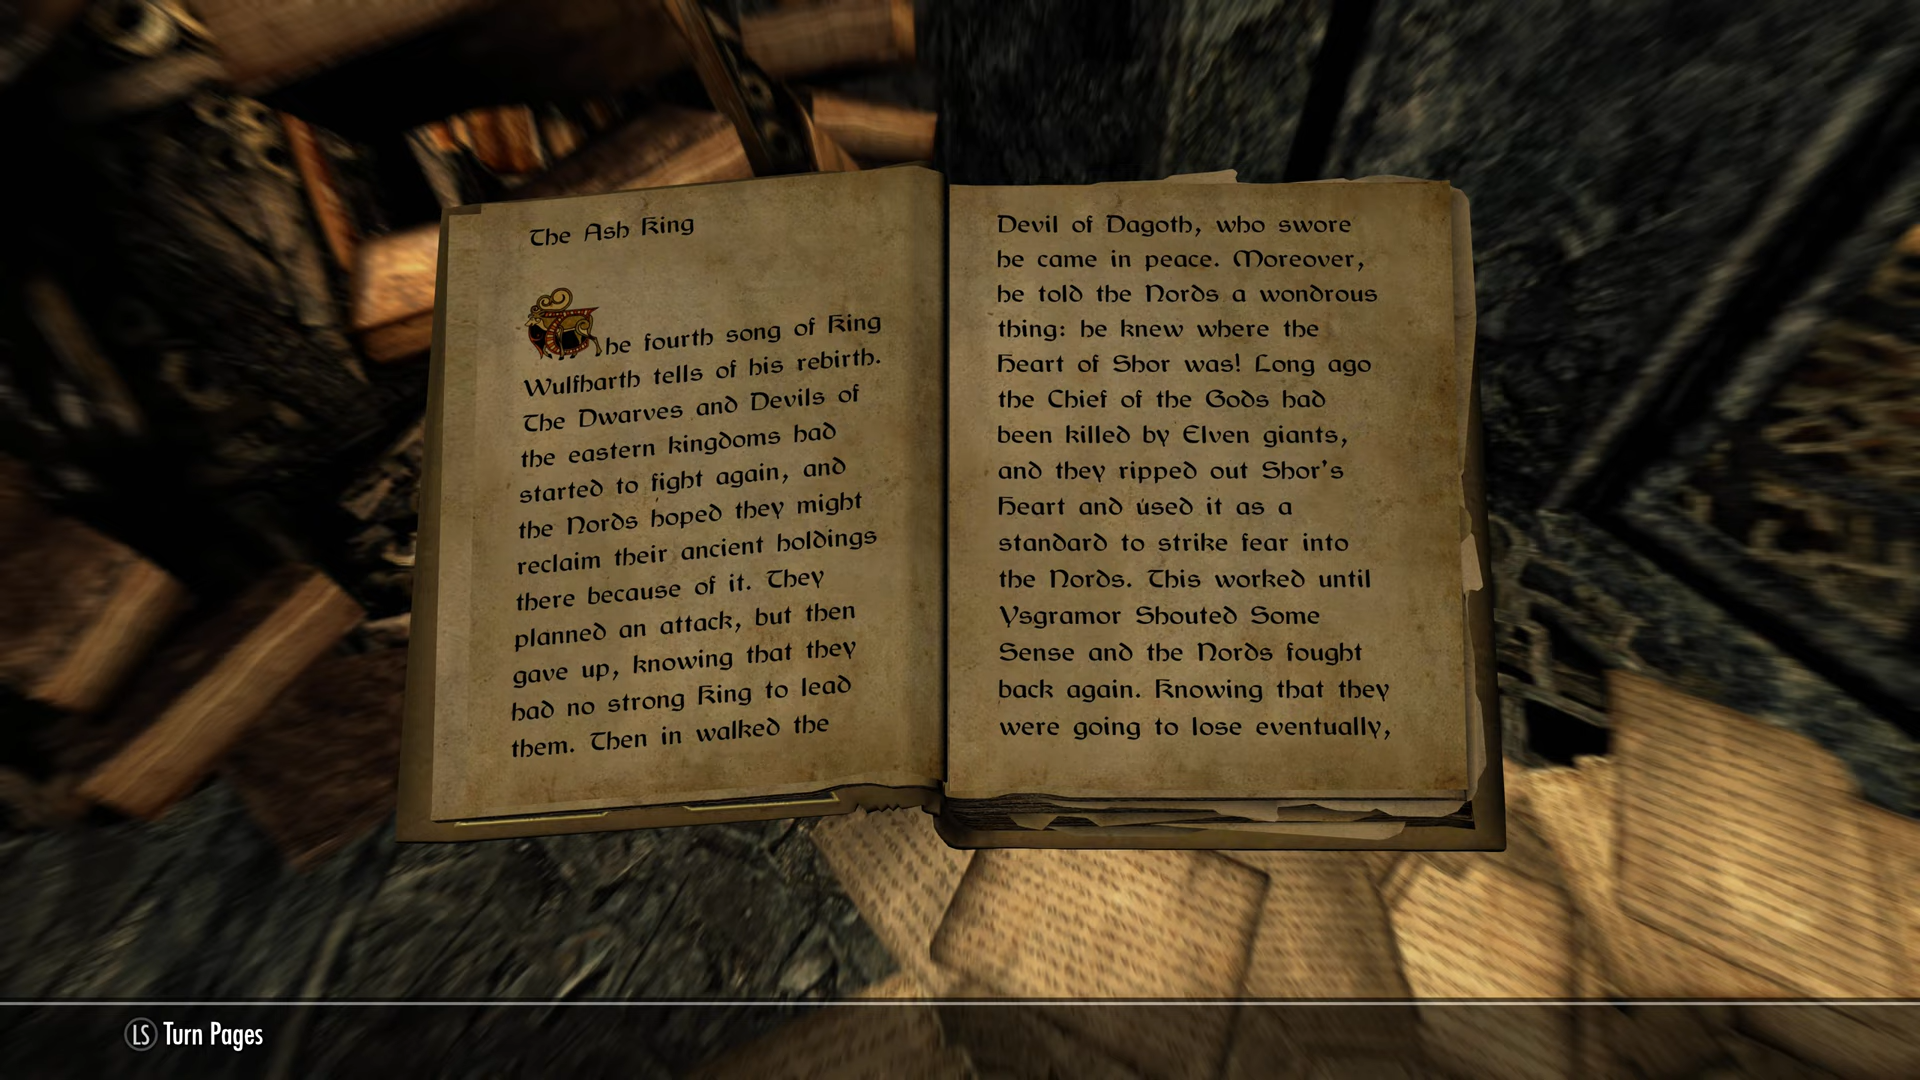 The Ash King
The fourth song of King
Wulfharth tells of his rebirth.
The Dwarves and Devils of
the eastern kingdoms had
started to fight again, and
the Nords hoped they might
reclaim their ancient holdings
there because of it. They
planned an attack, but then
gave up, knowing that they
had no strong King to lead
them. Then in walked the
Devil of Dagoth, who swore
he came in peace. Moreover,
he told the Nords a wondrous
thing: he knew where the
Heart of Shor was! Long ago
the Chief of the Gods had
been killed by Elven giants,
and they ripped out Shor's
Heart and used it as a
standard to strike fear into
the Nords. This worked until
Ysgramor Shouted Some
Sense and the Nords fought
back again. Knowing that they
were going to lose eventually,
LS Turn Pages